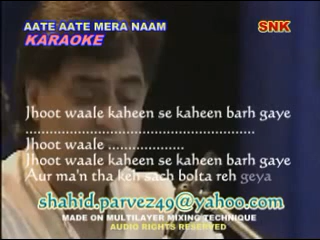 AATE AATE MERA NAAM
SNK
KARAOKE
Jhoot waale kaheen se kaheen barh gaye
.......................................................
Jhoot waale ...................
Jhoot waale kaheen se kaheen barh gaye
Aur ma'n tha keh sach bolta reh geya
shahid.parvez49@yahoo.com
MADE ON MULTILAYER MIXING TECHNIQUE
AUDIO RIGHTS RESERVED